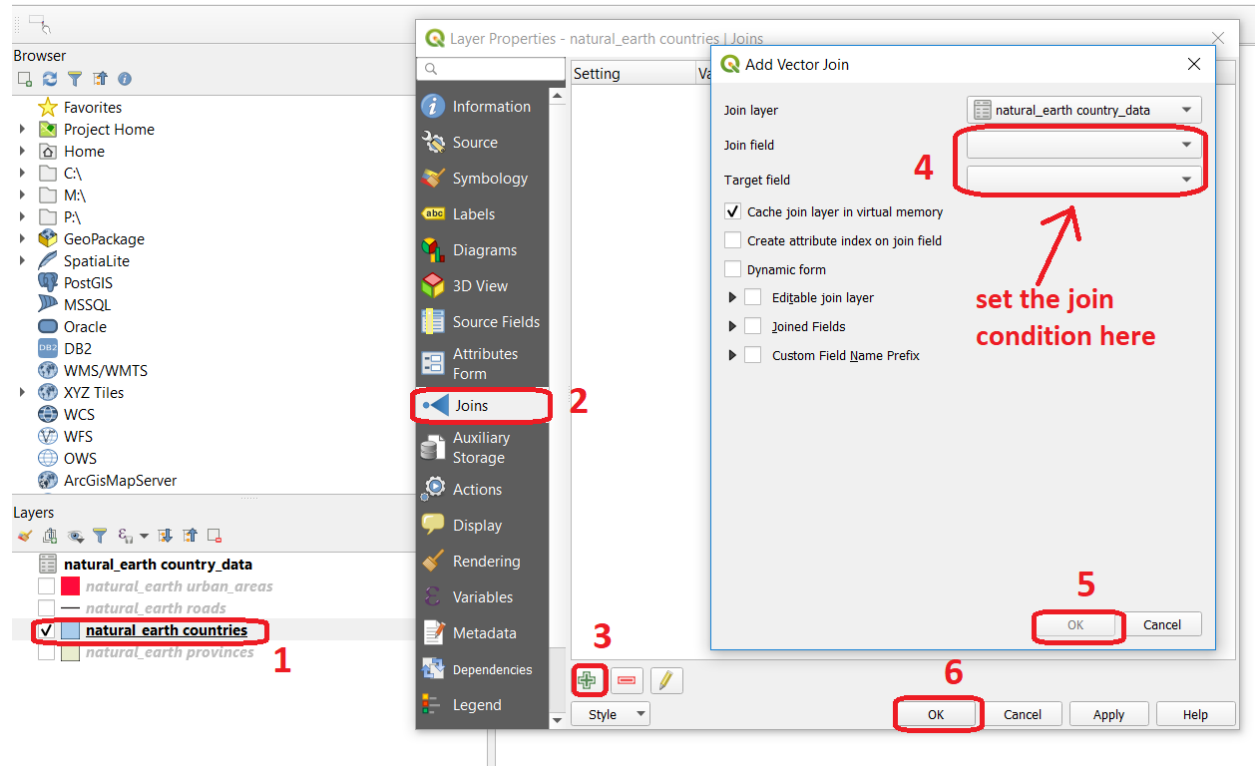 Browser
Favorites
Project Home
Home
C:\
M:\
P:\
GeoPackage
SpatiaLite
PostGIS
MSSQL
Oracle
DB2
DB2
WMS/WMTS
XYZ Tiles
WCS
WFS
OWS
ArcGisMapServer
Layers
natural_earth country_data
natural_earth urban_areas
natural_earth roads
natural_earth countries
1
natural_earth provinces
Layer Properties - natural_earth countries | Joins
Setting
Va
Information
Source
Symbology
abc
Labels
Diagrams
3D View
Source Fields
Attributes
Form
Joins
2
Auxiliary
Storage
Actions
Display
Rendering
Variables
Metadata
Dependencies
Legend
3
Style
6
OK
Cancel
Apply
Help
Add Vector Join
Join layer
natural_earth country_data
Join field
4
Target field
Cache join layer in virtual memory
Create attribute index on join field
Dynamic form
Editable join layer
Joined Fields
Custom Field Name Prefix
set the join
condition here
5
OK
Cancel